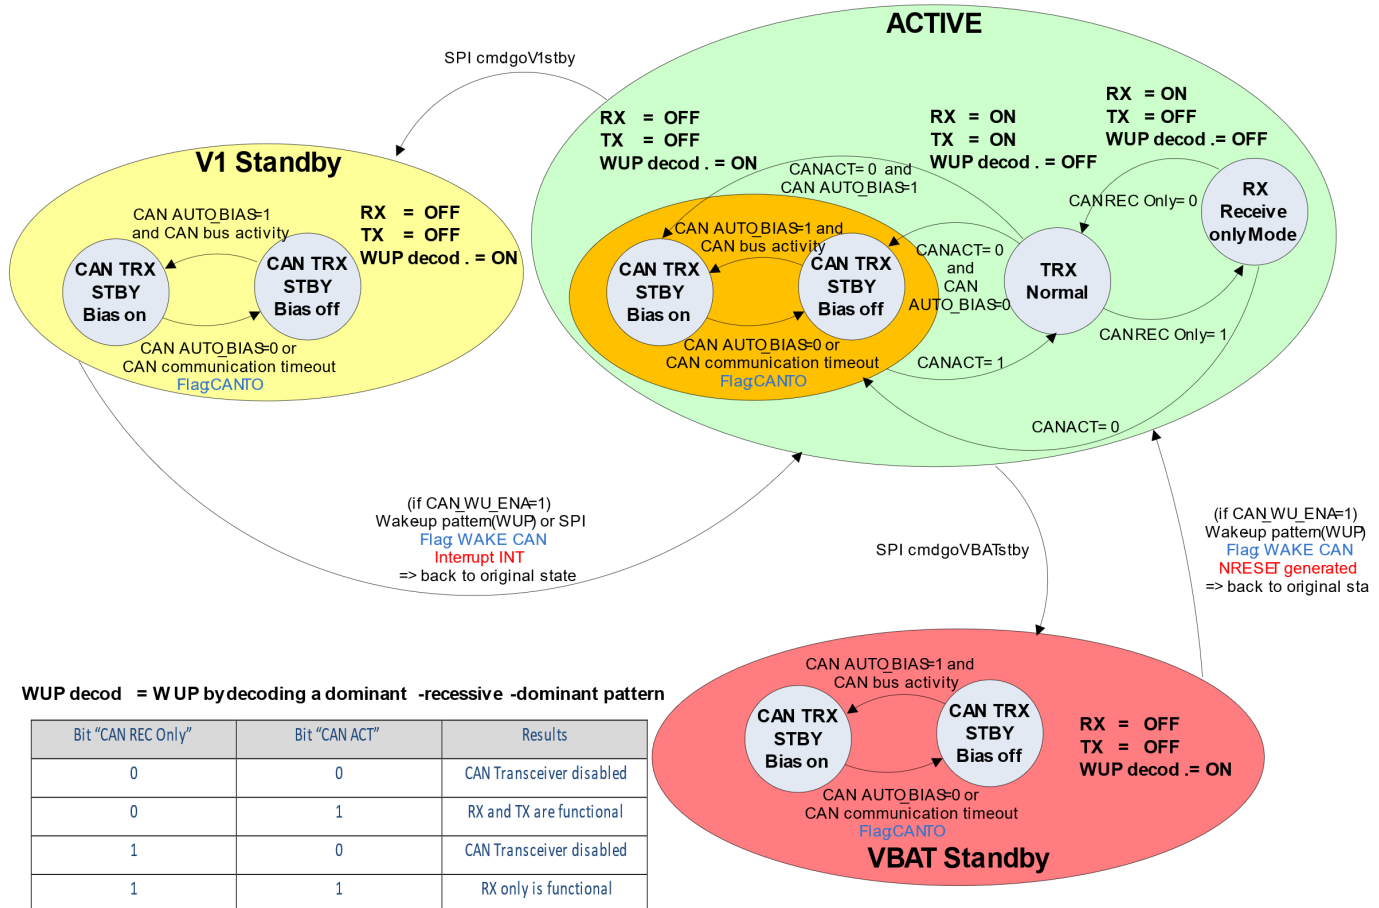 ACTIVE
SPI cmdgoV1stby
RX = OFF
TX = OFF
WUP decod . = ON
RX = ON
TX = ON
WUP decod . = OFF
RX = ON
TX = OFF
WUP decod .= OFF
CANACT= 0 and
CAN AUTO_BIAS=1
CANREC Only= 0
RX
Receive
onlyMode
CAN AUTO_BIAS=1 and
CAN bus activity
CAN TRX
STBY
Bias on
CAN TRX
STBY
Bias off
CANACT= 0
and
CAN
AUTO_BIAS=0
TRX
Normal
CANREC Only= 1
CAN AUTO_BIAS=0 or
CAN communication timeout
Flag:CANTO
CANACT= 1
CANACT= 0
V1 Standby
CAN AUTO_BIAS=1
and CAN bus activity
RX = OFF
TX = OFF
WUP decod . = ON
CAN TRX
STBY
Bias on
CAN TRX
STBY
Bias off
CAN AUTO_BIAS=0 or
CAN communication timeout
Flag:CANTO
(if CAN_WU_ENA=1)
Wakeup pattern(WUP) or SPI
Flag: WAKE CAN
Interrupt INT
=> back to original state
SPI cmdgoVBATstby
(if CAN_WU_ENA=1)
Wakeup pattern(WUP)
Flag: WAKE CAN
NRESET generated
=> back to original sta
CAN AUTO_BIAS=1 and
CAN bus activity
CAN TRX
STBY
Bias on
CAN TRX
STBY
Bias off
RX = OFF
TX = OFF
WUP decod .= ON
CAN AUTO_BIAS=0 or
CAN communication timeout
Flag:CANTO
VBAT Standby
WUP decod = WUP by decoding a dominant -recessive -dominant pattern
Bit “CAN REC Only” Bit “CAN ACT” Results
0 0 CAN Transceiver disabled
0 1 RX and TX are functional
1 0 CAN Transceiver disabled
1 1 RX only is functional